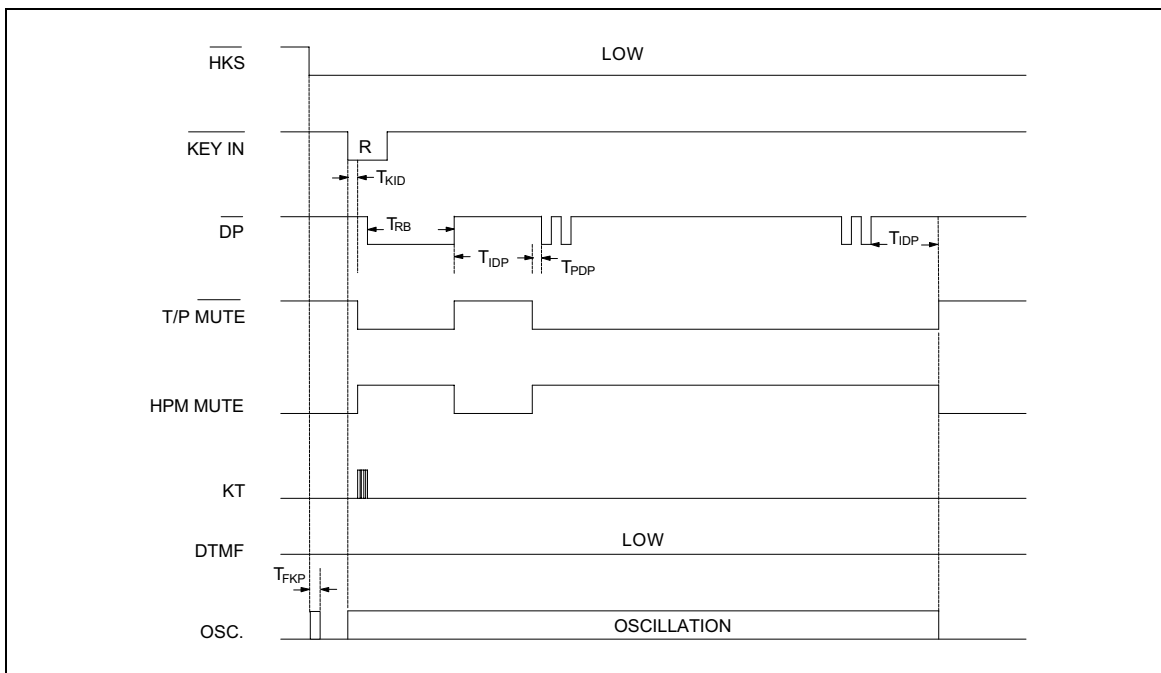 HKS
LOW
KEY IN
R
TKID
DP
TRB
TIDP
TPDP
TIDP
T/P MUTE
HPM MUTE
KT
DTMF
LOW
TFKP
OSC.
OSCILLATION